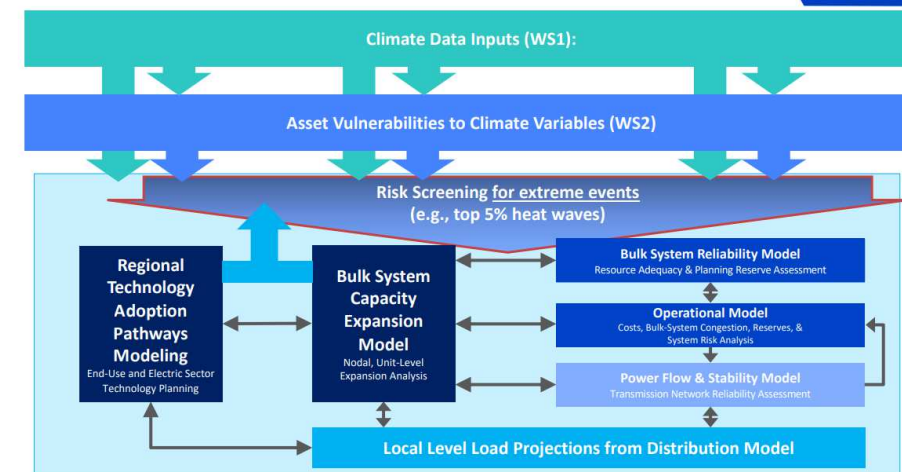 Climate Data Inputs (WS1):
Asset Vulnerabilities to Climate Variables (WS2)
Risk Screening for extreme events
(e.g., top 5% heat waves)
Regional
Technology
Adoption
Pathways
Modeling
End-Use and Electric Sector
Technology Planning
Bulk System
Capacity
Expansion
Model
Nodal, Unit-Level
Expansion Analysis
Bulk System Reliability Model
Resource Adequacy & Planning Reserve Assessment
Operational Model
Costs, Bulk-System Congestion, Reserves, &
System Risk Analysis
Power Flow & Stability Model
Transmission Network Reliability Assessment
Local Level Load Projections from Distribution Model